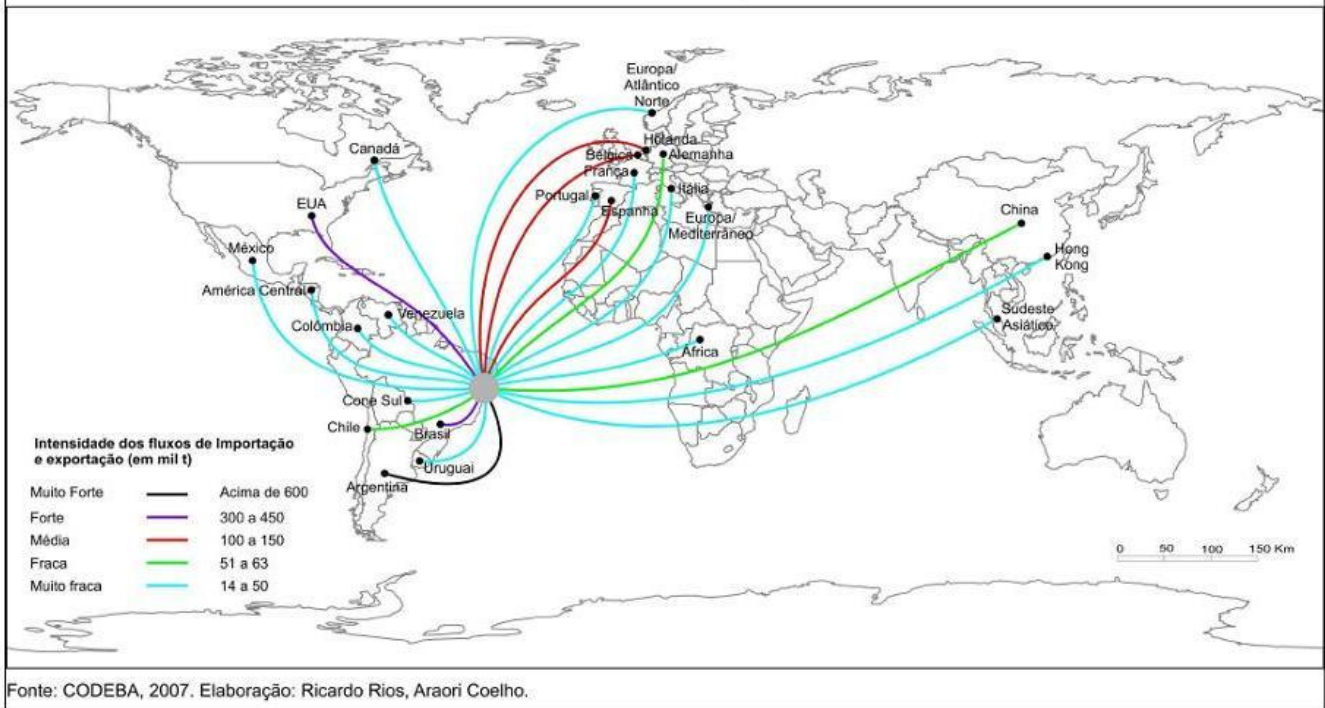 Europa/
Atlântico
Norte
Holanda
Canadá
Bélgica
Alemanha
França
Itália
Portugal
EUA
Espanha
Europa/
Mediterrâneo
China
México
Hong
Kong
América Central
Venezuela
Sudeste
Asiático
Colômbia
África
Cone Sul
Chile
Brasil
Uruguai
Argentina
Intensidade dos fluxos de Importação
e exportação (em mil t)
Muito Forte Acima de 600
Forte 300 a 450
Média 100 a 150
Fraca 51 a 63
Muito fraca 14 a 50
0 50 100 150 Km
Fonte: CODEBA, 2007. Elaboração: Ricardo Rios, Araori Coelho.